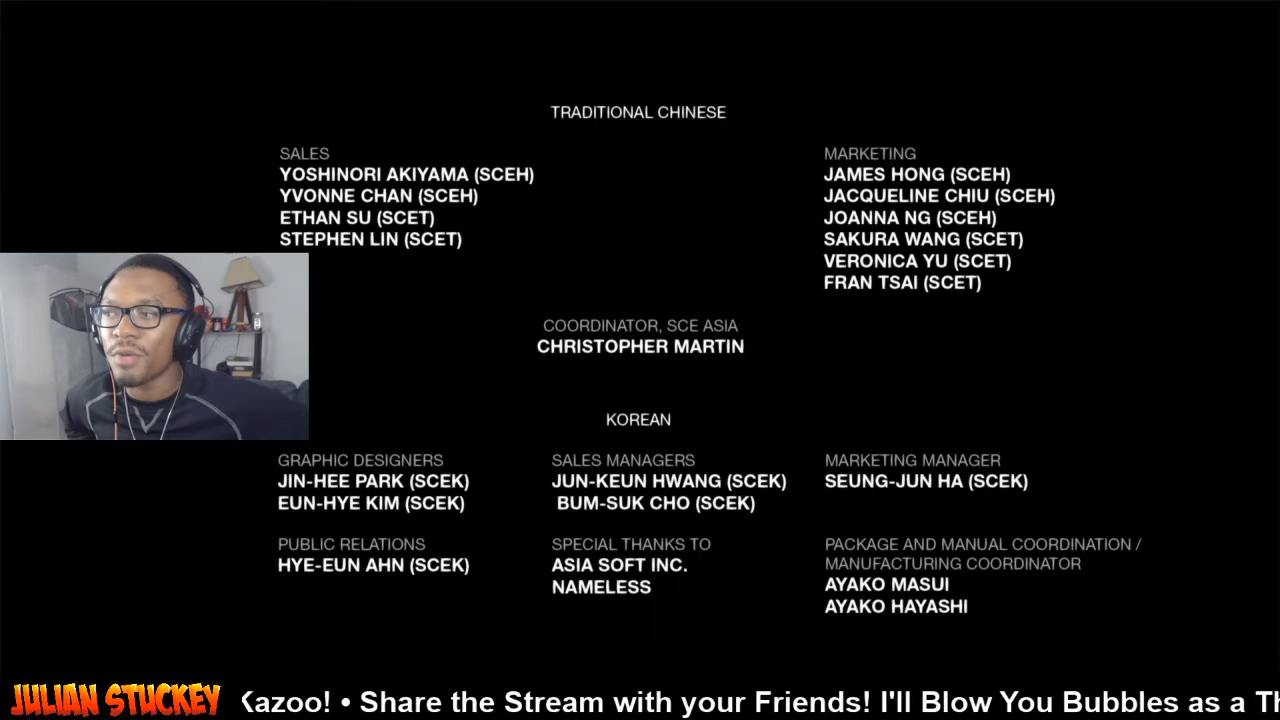 TRADITIONAL CHINESE
SALES
YOSHINORI AKIYAMA (SCEH)
YVONNE CHAN (SCEH)
ETHAN SU (SCET)
STEPHEN LIN (SCET)
MARKETING
JAMES HONG (SCEH)
JACQUELINE CHIU (SCEH)
JOANNA NG (SCEH)
SAKURA WANG (SCET)
VERONICA YU (SCET)
FRAN TSAI (SCET)
COORDINATOR, SCE ASIA
CHRISTOPHER MARTIN
KOREAN
GRAPHIC DESIGNERS
JIN-HEE PARK (SCEK)
EUN-HYE KIM (SCEK)
SALES MANAGERS
JUN-KEUN HWANG (SCEK)
BUM-SUK CHO (SCEK)
MARKETING MANAGER
SEUNG-JUN HA (SCEK)
PUBLIC RELATIONS
HYE-EUN AHN (SCEK)
SPECIAL THANKS TO
ASIA SOFT INC.
NAMELESS
PACKAGE AND MANUAL COORDINATION /
MANUFACTURING COORDINATOR
AYAKO MASUI
AYAKO HAYASHI
JULIAN STUCKEY
Kazoo! • Share the Stream with your Friends! I'll Blow You Bubbles as a